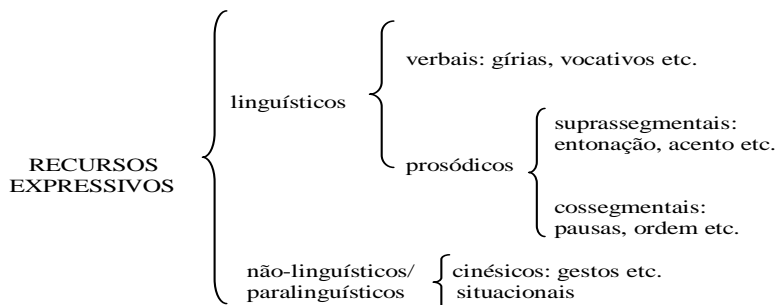 RECURSOS
EXPRESSIVOS
linguísticos
verbais: gírias, vocativos etc.
prosódicos
suprassegmentais:
entonação, acento etc.
cossegmentais:
pausas, ordem etc.
não-linguísticos/
paralinguísticos
cinésicos: gestos etc.
situacionais